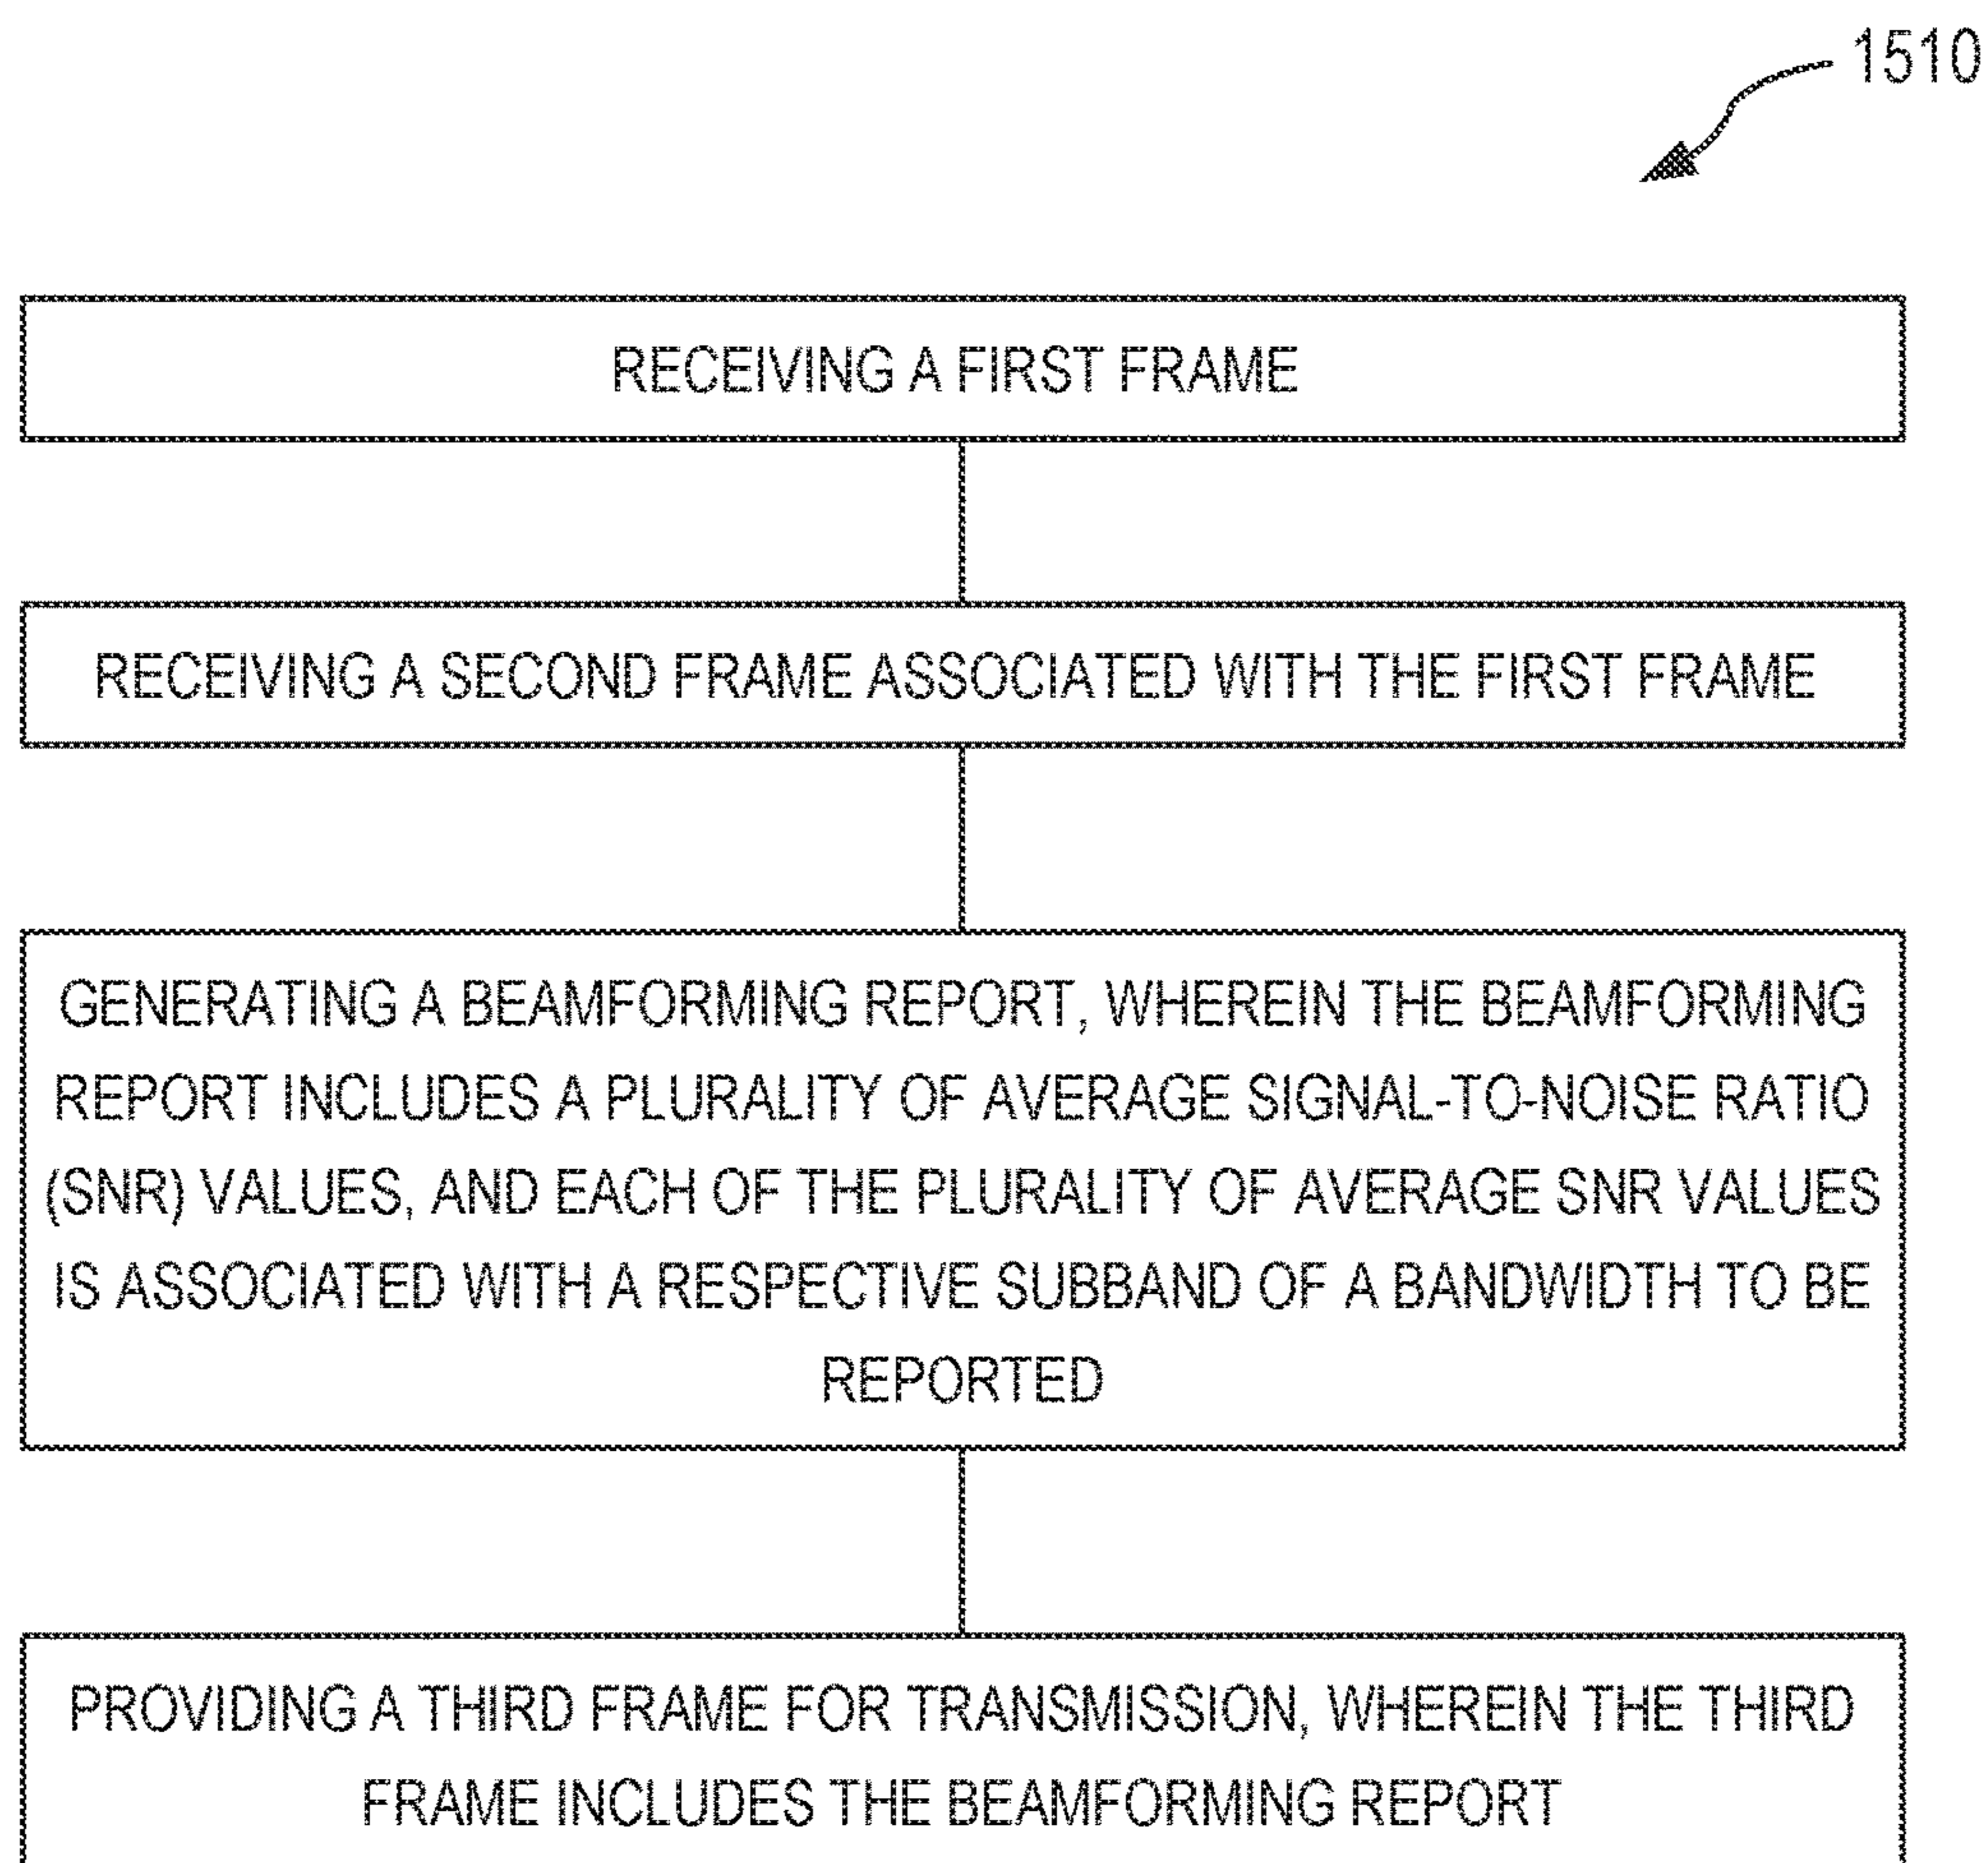 1510
RECEIVING A FIRST FRAME
RECEIVING A SECOND FRAME ASSOCIATED WITH THE FIRST FRAME
GENERATING A BEAMFORMING REPORT, WHEREIN THE BEAMFORMING
REPORT INCLUDES A PLURALITY OF AVERAGE SIGNAL-TO-NOISE RATIO
(SNR) VALUES, AND EACH OF THE PLURALITY OF AVERAGE SNR VALUES
IS ASSOCIATED WITH A RESPECTIVE SUBBAND OF A BANDWIDTH TO BE
REPORTED
PROVIDING A THIRD FRAME FOR TRANSMISSION, WHEREIN THE THIRD
FRAME INCLUDES THE BEAMFORMING REPORT